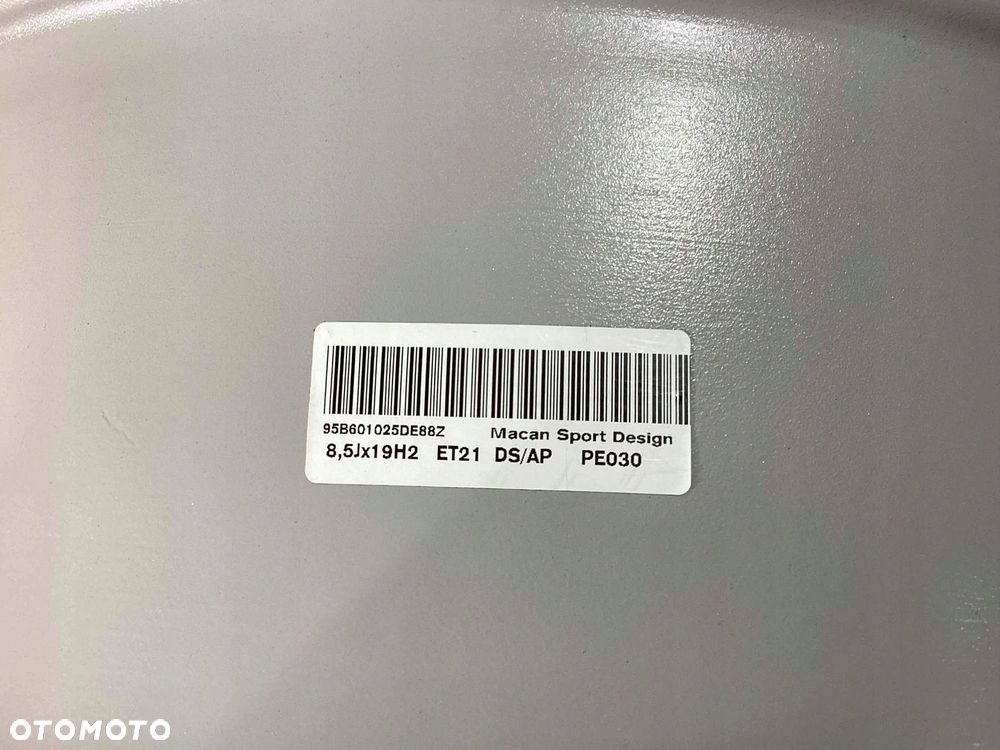 95B601025DE88Z Macan Sport Design
8,5Jx19H2 ET21 DS/AP PE030
OTOMOTO